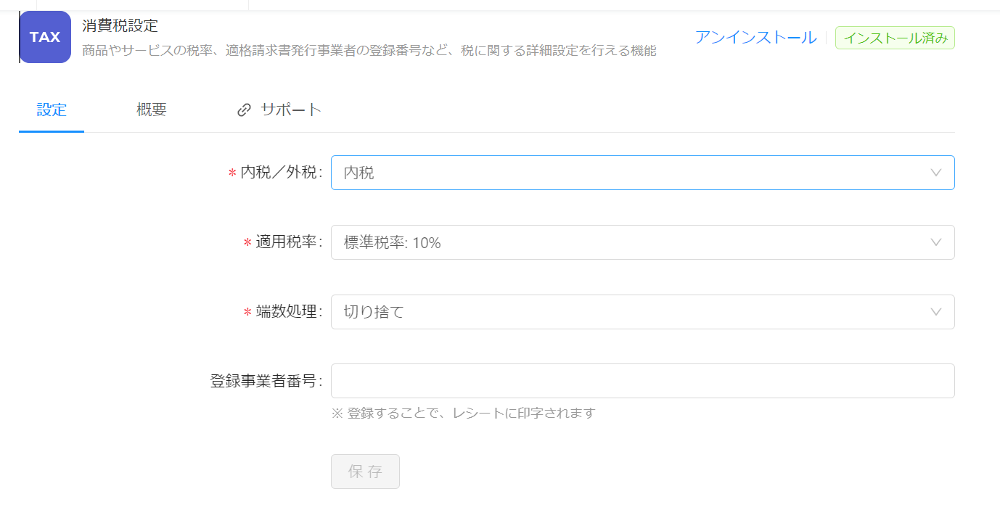 TAX
消費税設定
商品やサービスの税率、適格請求書発行事業者の登録番号など、税に関する詳細設定を行える機能
アンインストール
インストール済み
設定
概要
サポート
* 内税／外税:
内税
* 適用税率:
標準税率: 10%
* 端数処理:
切り捨て
登録事業者番号:
※ 登録することで、レシートに印字されます
保存